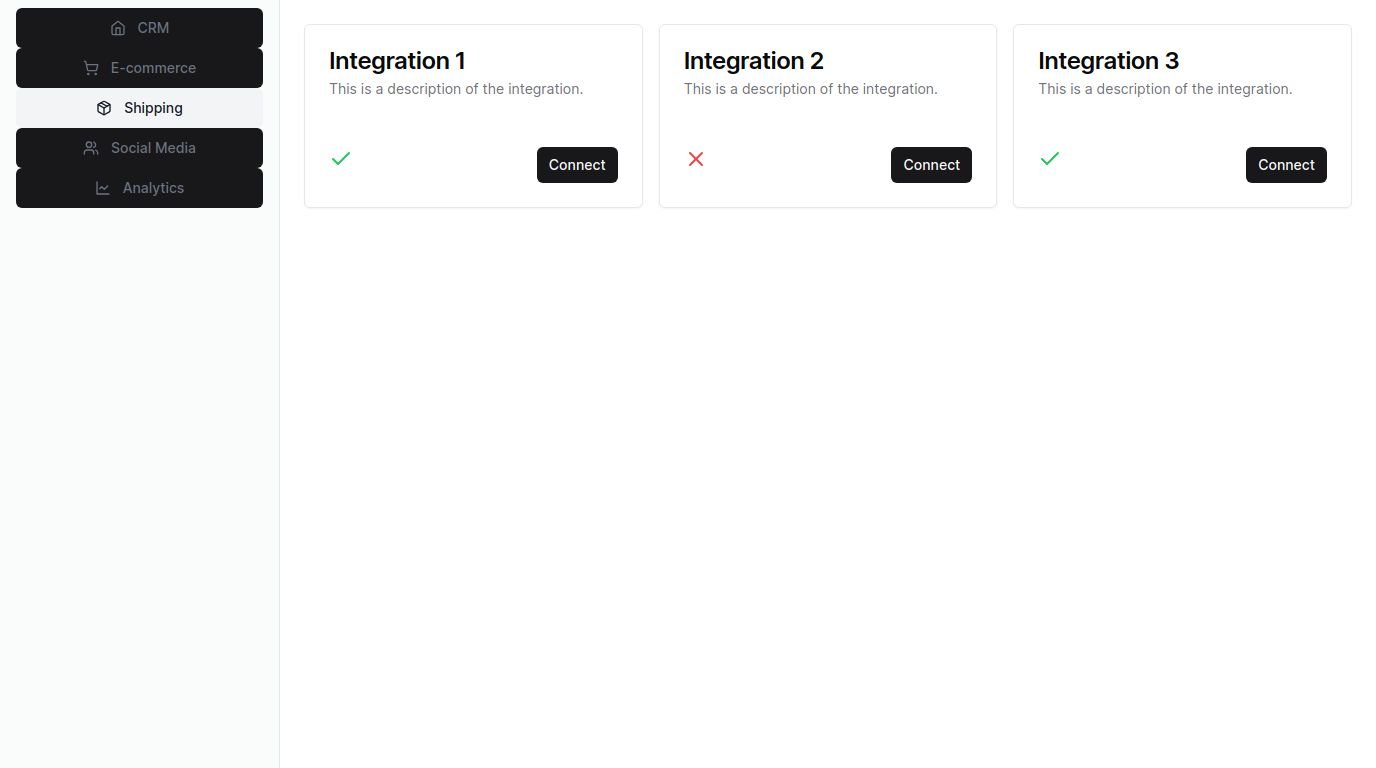 CRM
E-commerce
Shipping
Social Media
Analytics
Integration 1
This is a description of the integration.
Connect
Integration 2
This is a description of the integration.
Connect
Integration 3
This is a description of the integration.
Connect